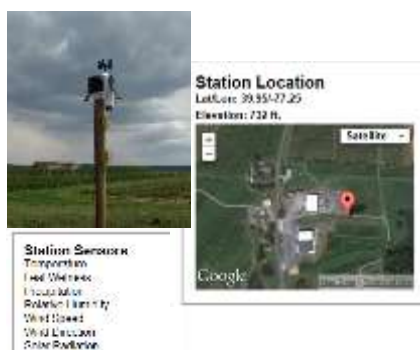 Station Location
Lat/Lon: 39.95/-77.25
Elevation: 732 ft.
Satellite
Google
Station Sensors
Temperature
Leaf Wetness
Precipitation
Relative Humidity
Wind Speed
Wind Direction
Solar Radiation